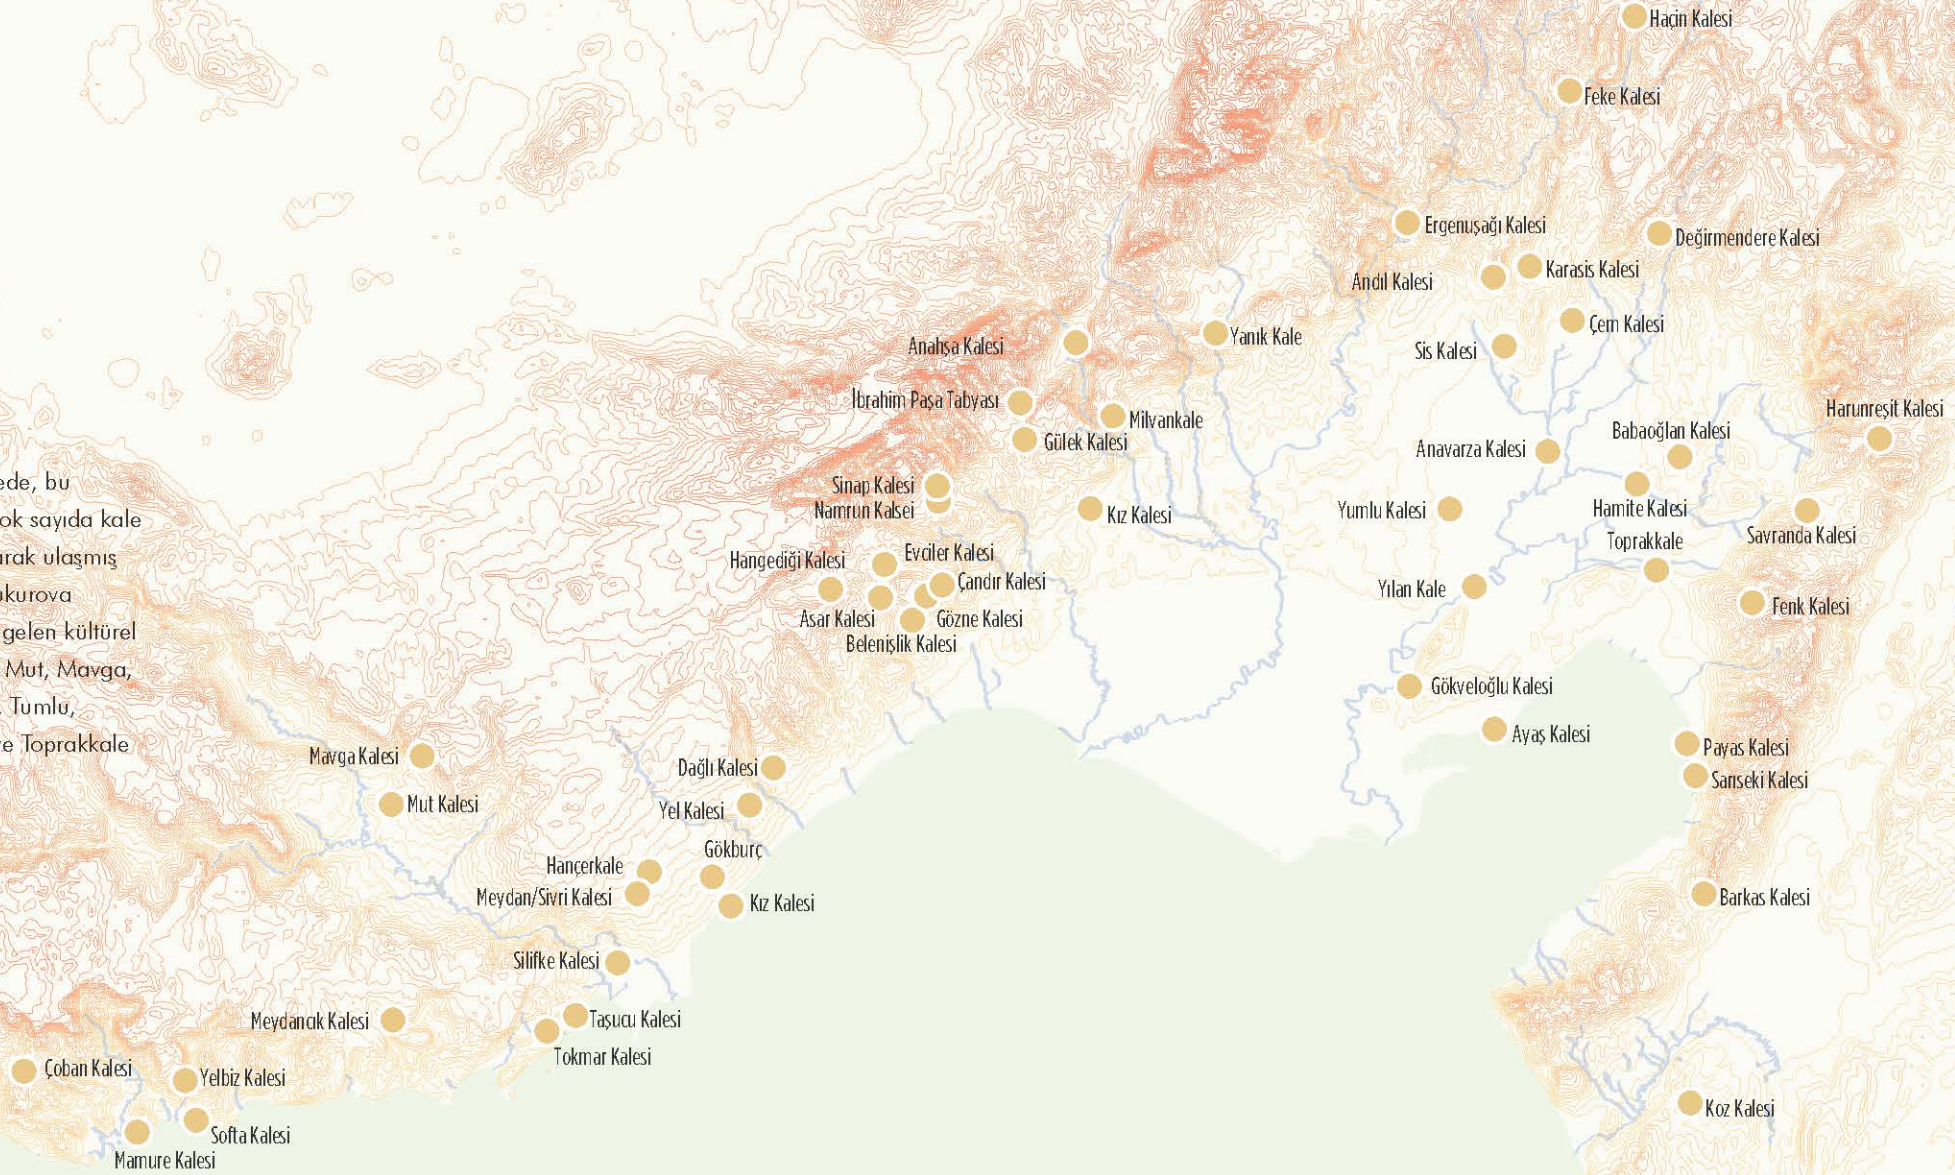 Haçin Kalesi
Feke Kalesi
Ergenuşağı Kalesi
Değirmendere Kalesi
Andıl Kalesi
Karasis Kalesi
Çem Kalesi
Anahşa Kalesi
Yanık Kale
Sis Kalesi
İbrahim Paşa Tabyası
Milvankale
Gülek Kalesi
Harunreşit Kalesi
Babaoğlan Kalesi
Anavarza Kalesi
Sinap Kalesi
Namrun Kalsei
Kız Kalesi
Yumlu Kalesi
Hamite Kalesi
Toprakkale
Savranda Kalesi
Hangediği Kalesi
Evciler Kalesi
Çandır Kalesi
Asar Kalesi
Gözne Kalesi
Belenişlik Kalesi
Yılan Kale
Fenk Kalesi
ede, bu
ok sayıda kale
arak ulaşmış
ukurova
gelen kültürel
Mut, Mavga,
Tumlu,
e Toprakkale
Gökveloğlu Kalesi
Ayaş Kalesi
Payas Kalesi
Sarıseki Kalesi
Mavga Kalesi
Mut Kalesi
Dağlı Kalesi
Yel Kalesi
Gökburç
Hançerkale
Meydan/Sivri Kalesi
Kız Kalesi
Barkas Kalesi
Silifke Kalesi
Meydancık Kalesi
Taşucu Kalesi
Tokmar Kalesi
Çoban Kalesi
Yelbiz Kalesi
Softa Kalesi
Mamure Kalesi
Koz Kalesi